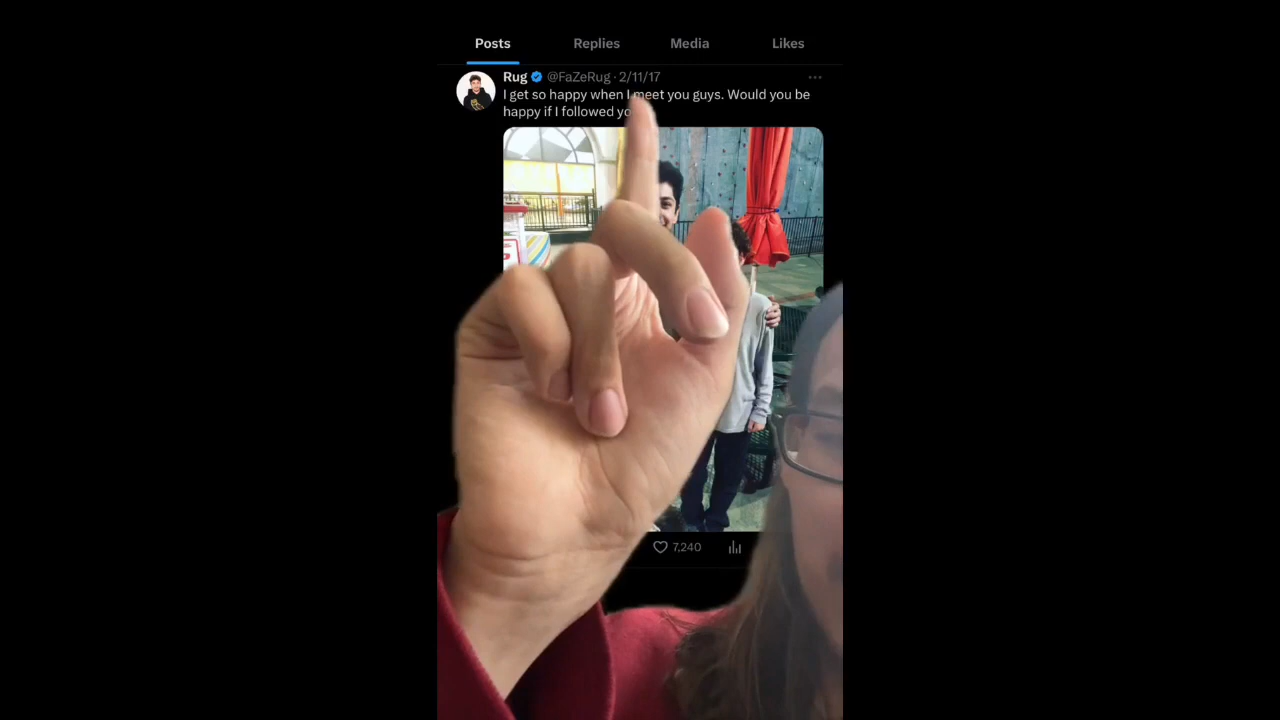 Posts Replies Media Likes
Rug @FaZeRug · 2/11/17
I get so happy when I meet you guys. Would you be
happy if I followed
7,240